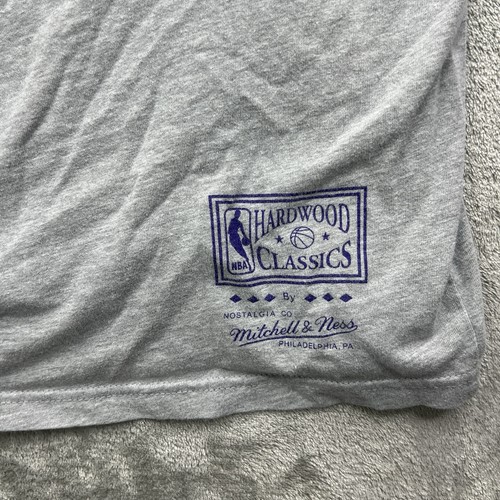 HARDWOOD
NBA
CLASSICS
By
NOSTALGIA CO.
Mitchell & Ness
PHILADELPHIA, PA.